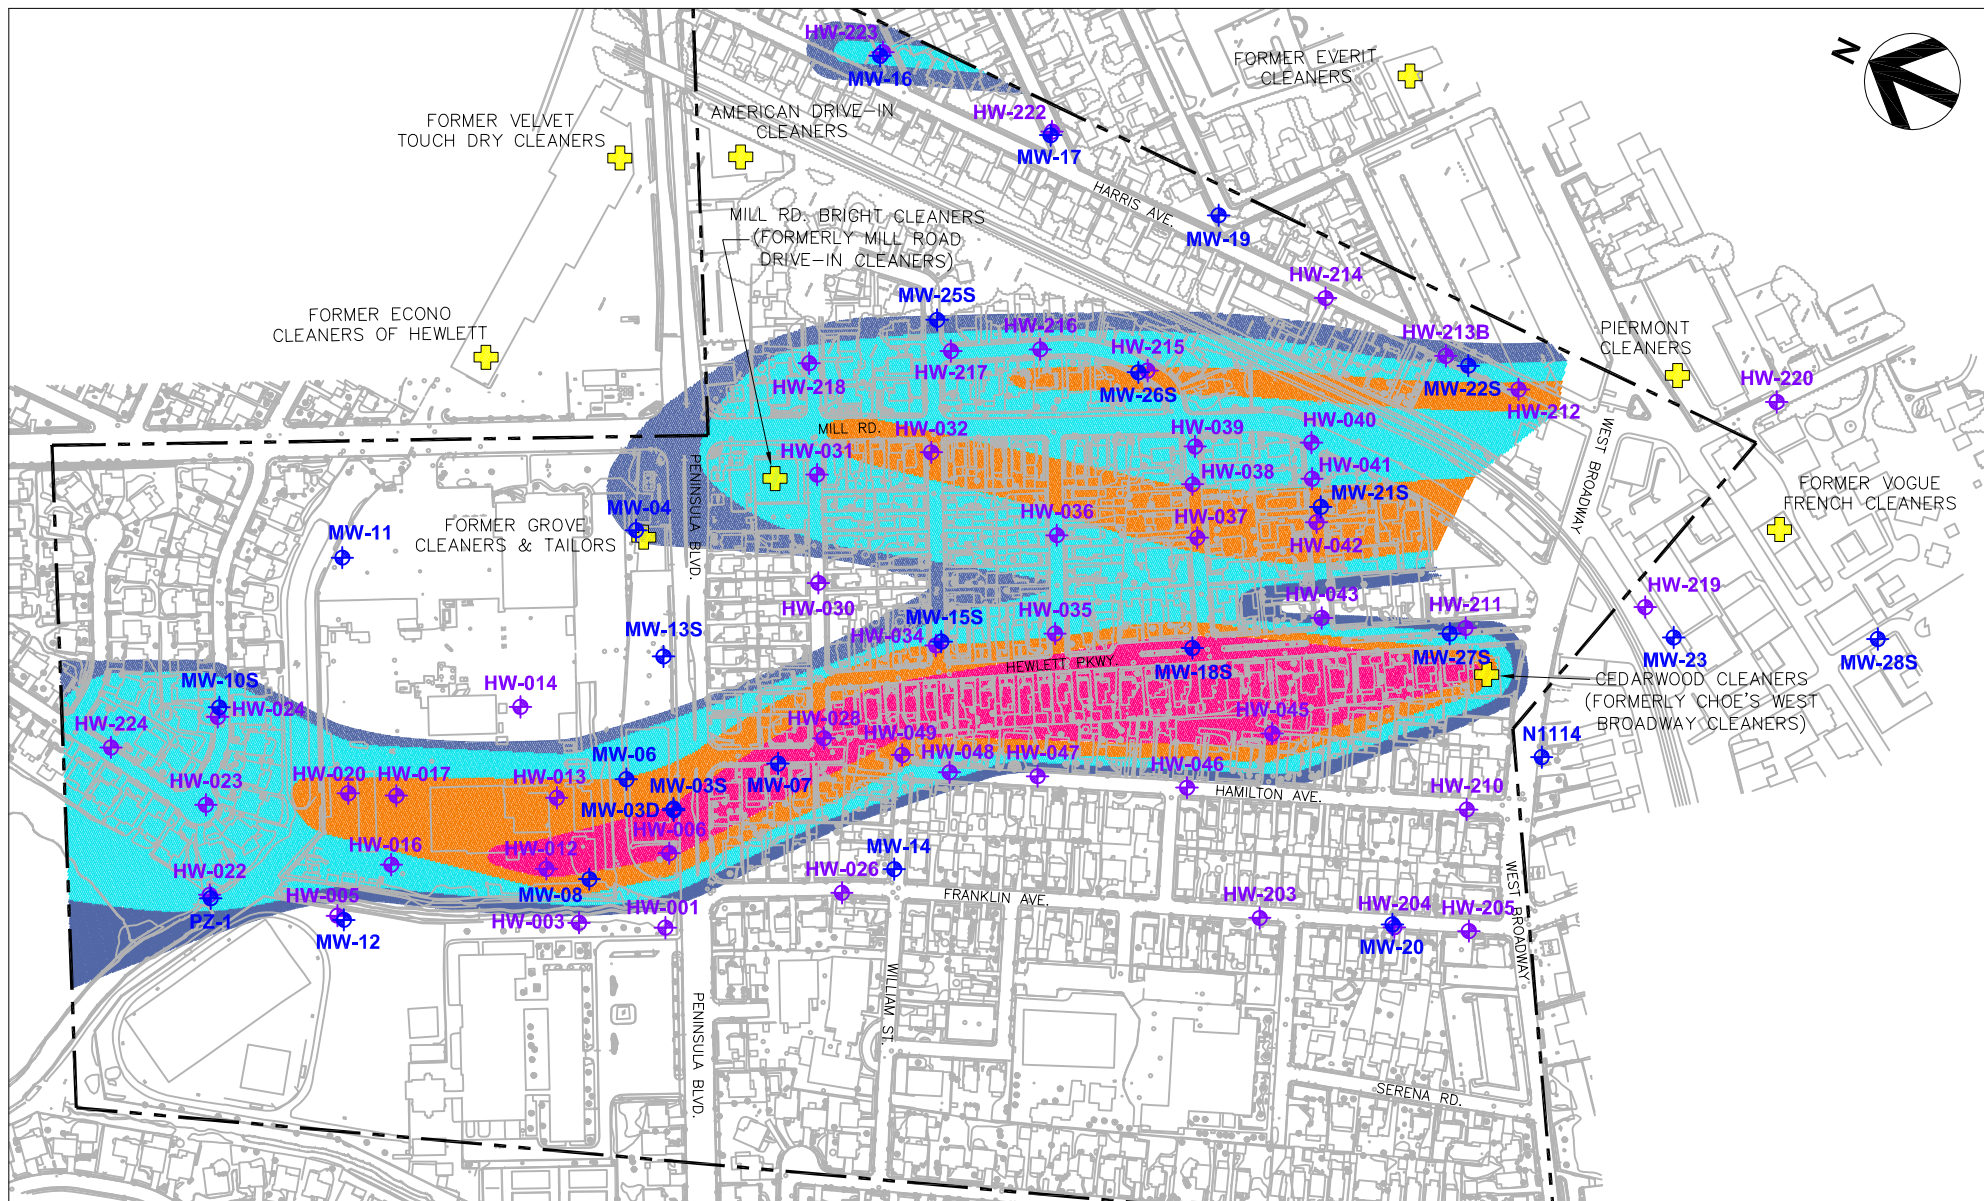 HW-223
MW-16
N
FORMER EVERIT
CLEANERS
FORMER VELVET
TOUCH DRY CLEANERS
AMERICAN DRIVE-IN
CLEANERS
HW-222
MW-17
HARRIS AVE.
MILL RD. BRIGHT CLEANERS
(FORMERLY MILL ROAD
DRIVE-IN CLEANERS)
MW-19
HW-214
MW-25S
FORMER ECONO
CLEANERS OF HEWLETT
HW-216
HW-215
HW-213B
PIERMONT
CLEANERS
HW-218
HW-217
MW-26S
MW-22S
HW-212
HW-220
MILL RD.
HW-032
HW-039
HW-040
WEST BROADWAY
HW-031
HW-038
HW-041
PENINSULA BLVD.
MW-21S
FORMER VOGUE
FRENCH CLEANERS
MW-04
FORMER GROVE
CLEANERS & TAILORS
MW-11
HW-036
HW-037
HW-042
HW-030
HW-035
HW-043
HW-211
HW-219
MW-13S
MW-15S
HW-034
HEWLETT PKWY.
MW-18S
MW-27S
MW-23
MW-28S
CEDARWOOD CLEANERS
(FORMERLY CHOE'S WEST
BROADWAY CLEANERS)
MW-10S
HW-024
HW-014
HW-224
HW-028
HW-049
HW-045
N1114
HW-023
HW-020
HW-017
HW-013
MW-06
MW-03S
MW-03D
MW-07
HW-048
HW-047
HW-046
HAMILTON AVE.
HW-210
HW-016
HW-012
HW-006
MW-08
MW-14
HW-022
PZ-1
HW-005
MW-12
HW-003
HW-001
HW-026
FRANKLIN AVE.
HW-203
HW-204
MW-20
HW-205
WEST BROADWAY
PENINSULA BLVD.
WILLIAM ST.
SERENA RD.